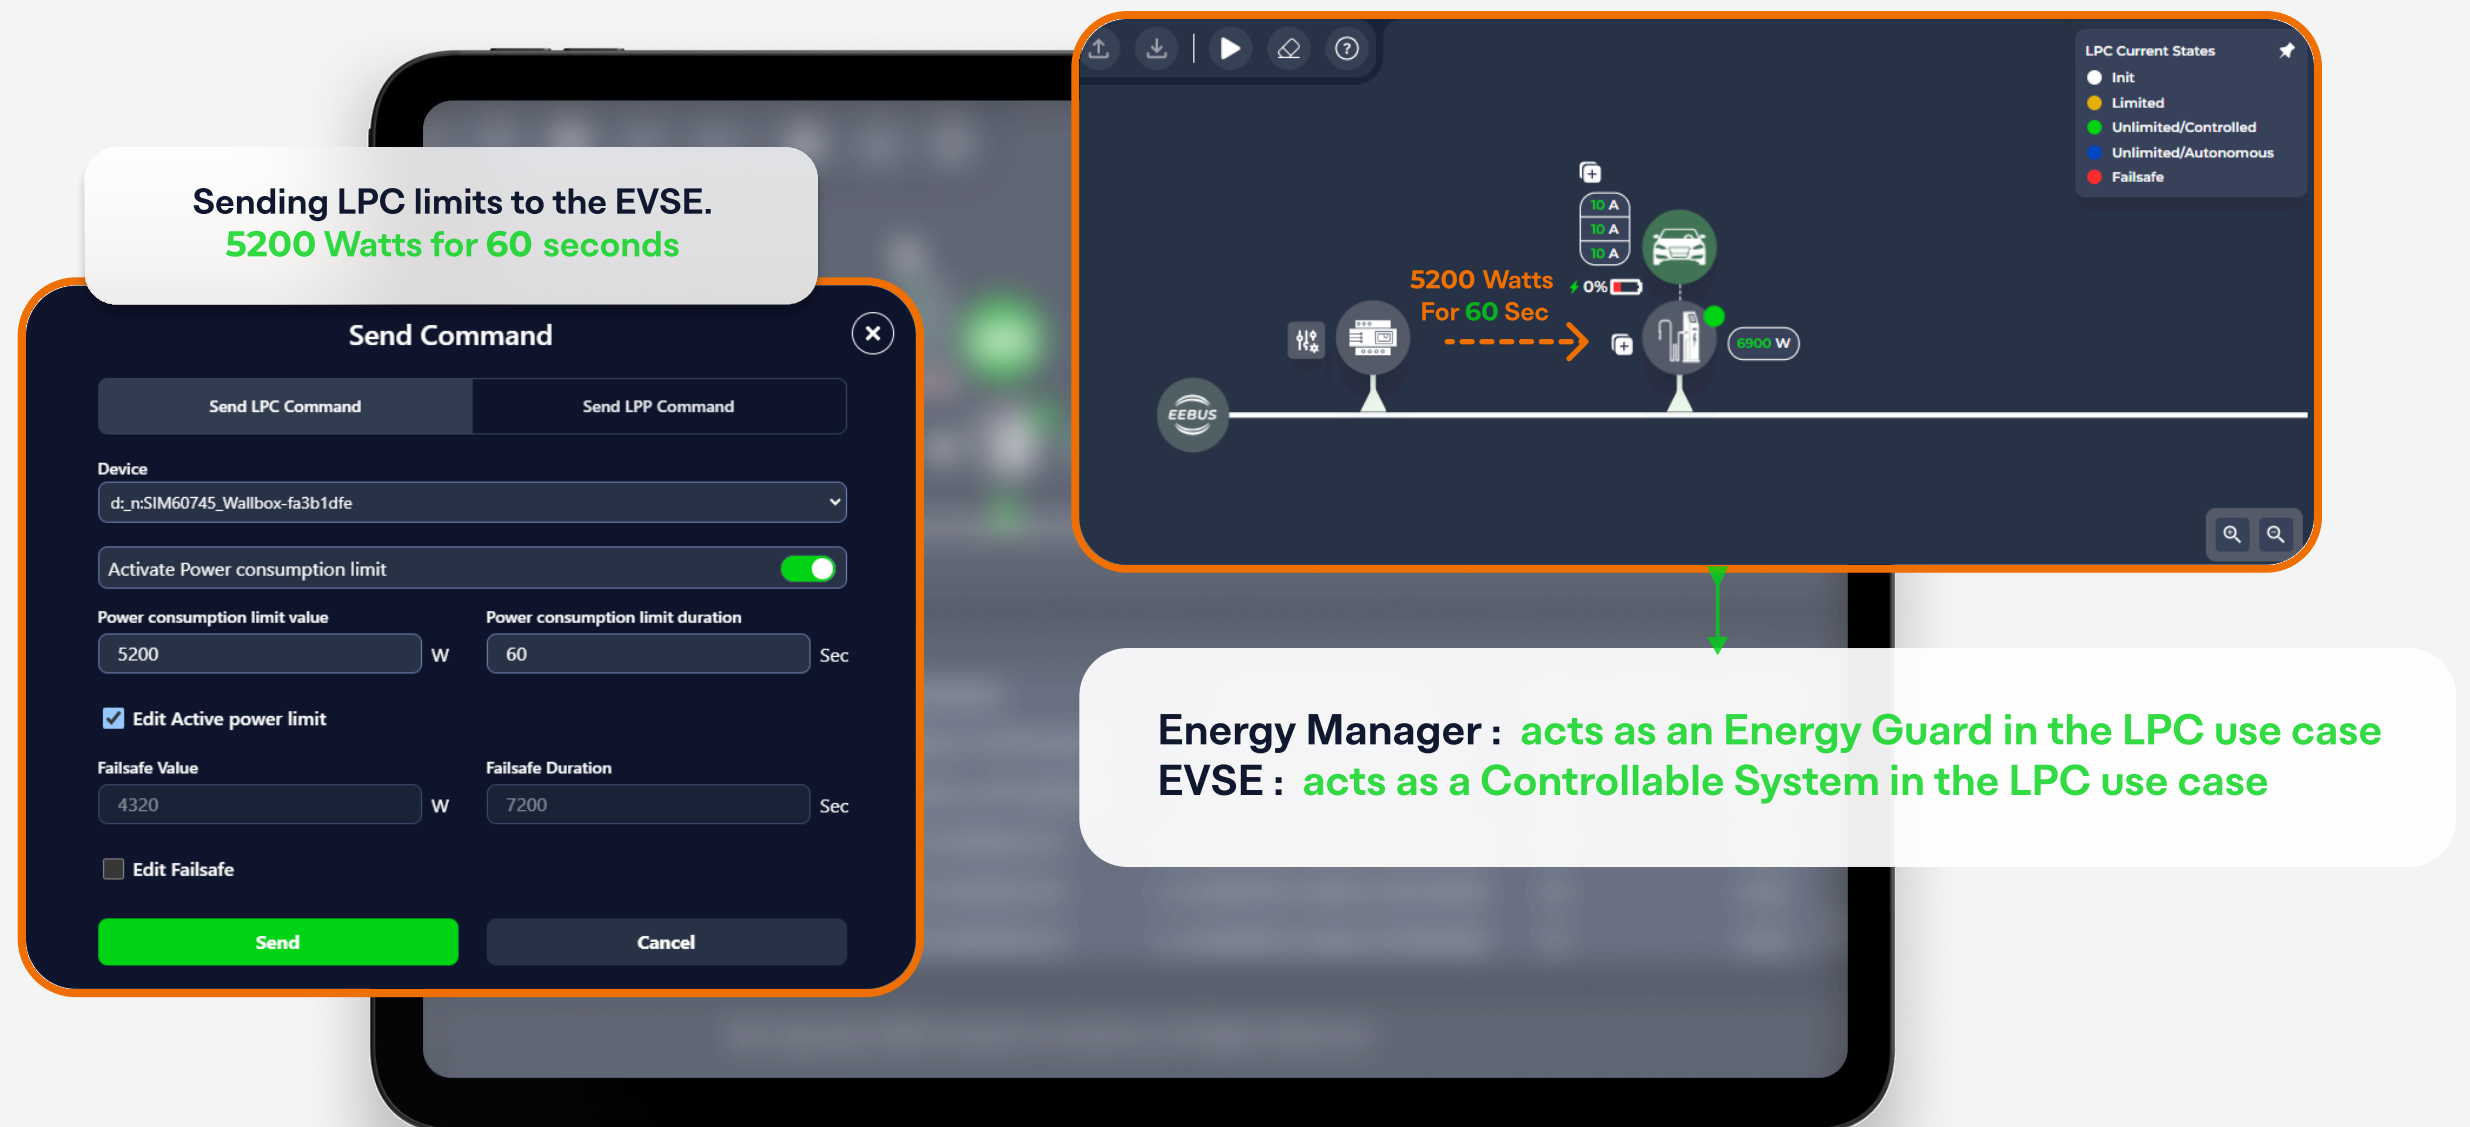 Sending LPC limits to the EVSE.
5200 Watts for 60 seconds
Send Command
Send LPC Command
Send LPP Command
Device
d:_n:SIM60745_Wallbox-fa3b1dfe
Activate Power consumption limit
Power consumption limit value
Power consumption limit duration
5200 W
60 Sec
Edit Active power limit
Failsafe Value
Failsafe Duration
4320 W
7200 Sec
Edit Failsafe
Send
Cancel
LPC Current States
Init
Limited
Unlimited/Controlled
Unlimited/Autonomous
Failsafe
10 A
10 A
10 A
0%
5200 Watts
For 60 Sec
6900 W
EEBUS
Energy Manager : acts as an Energy Guard in the LPC use case
EVSE : acts as a Controllable System in the LPC use case